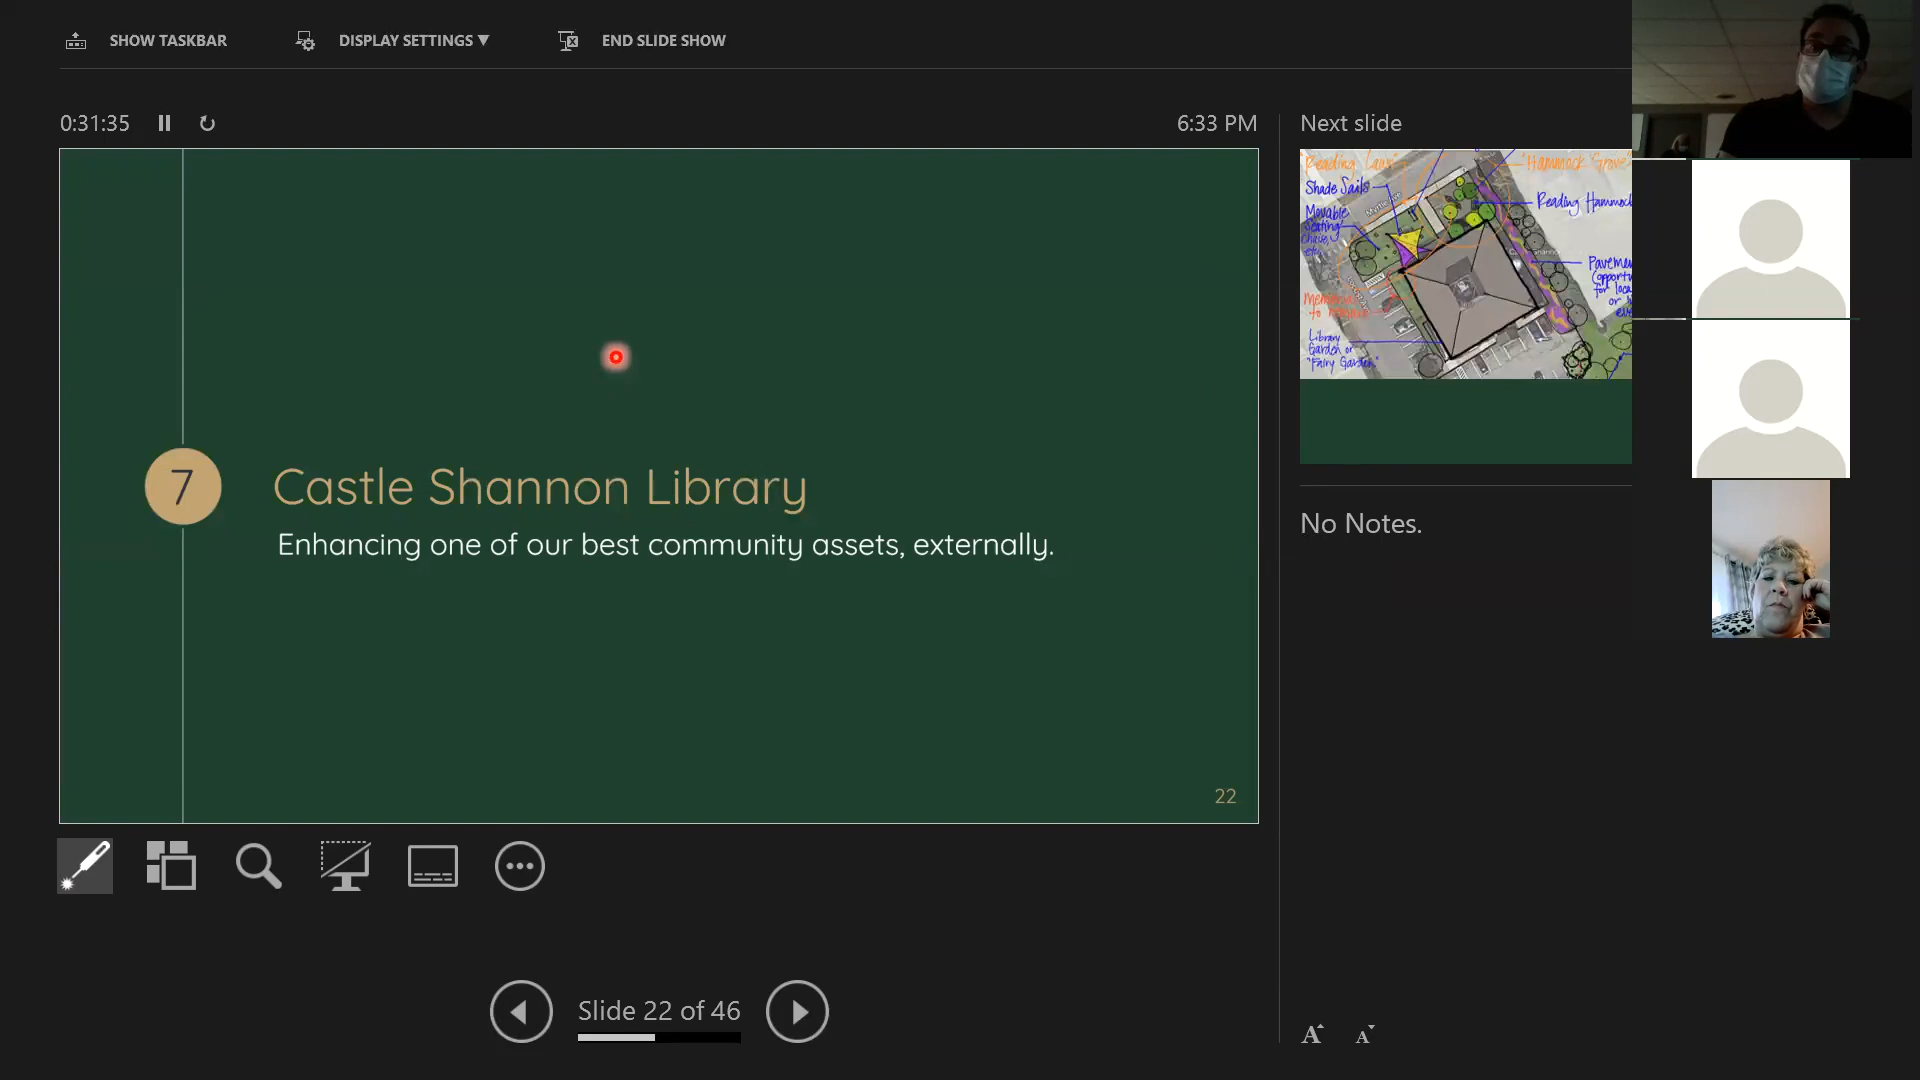 SHOW TASKBAR
DISPLAY SETTINGS ▼
END SLIDE SHOW
0:31:35
6:33 PM
Next slide
7
Castle Shannon Library
Enhancing one of our best community assets, externally.
22
"Reading
"Hammock Grove"
Shade Sails
Reading Hammock
Movable
Seating
etc.
Library
Garden or
"Fairy Garden"
No Notes.
Slide 22 of 46
A A